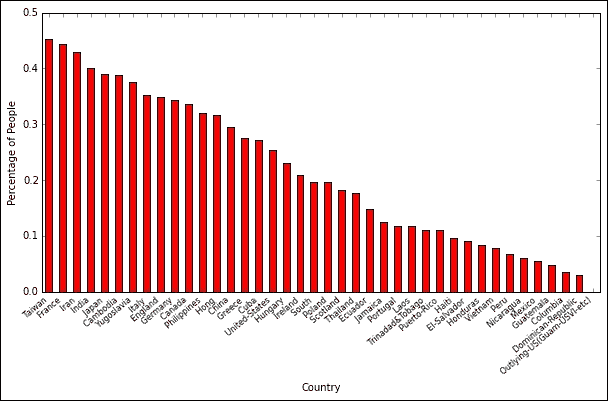 0.5
0.4
0.3
0.2
0.1
0.0
Percentage of People
Taiwan
France
Iran
India
Japan
Cambodia
Yugoslavia
Italy
England
Germany
Canada
Philippines
Hong
China
Greece
Cuba
United-States
Hungary
Ireland
South
Poland
Scotland
Thailand
Ecuador
Jamaica
Portugal
Laos
Trinadad&Tobago
Puerto-Rico
Haiti
El-Salvador
Honduras
Vietnam
Peru
Nicaragua
Mexico
Guatemala
Columbia
Dominican-Republic
Outlying-US(Guam-USVI-etc)
Country